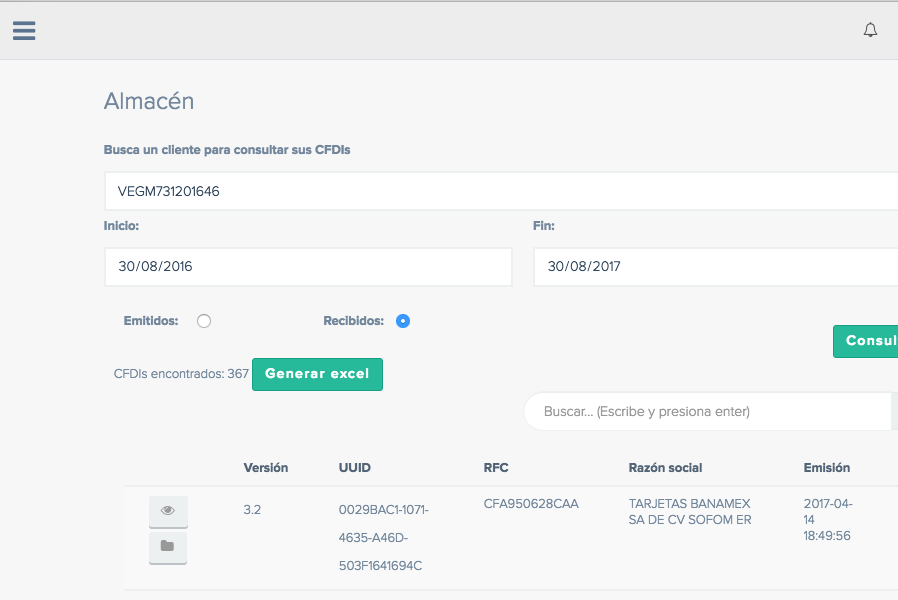 Almacén
Busca un cliente para consultar sus CFDIs
VEGM731201646
Inicio: Fin:
30/08/2016 30/08/2017
Emitidos: Recibidos:
Consul
CFDIs encontrados: 367 Generar excel
Buscar... (Escribe y presiona enter)
Versión UUID RFC Razón social Emisión
3.2 0029BAC1-1071- CFA950628CAA TARJETAS BANAMEX 2017-04-
4635-A46D- SA DE CV SOFOM ER 14
503F1641694C 18:49:56